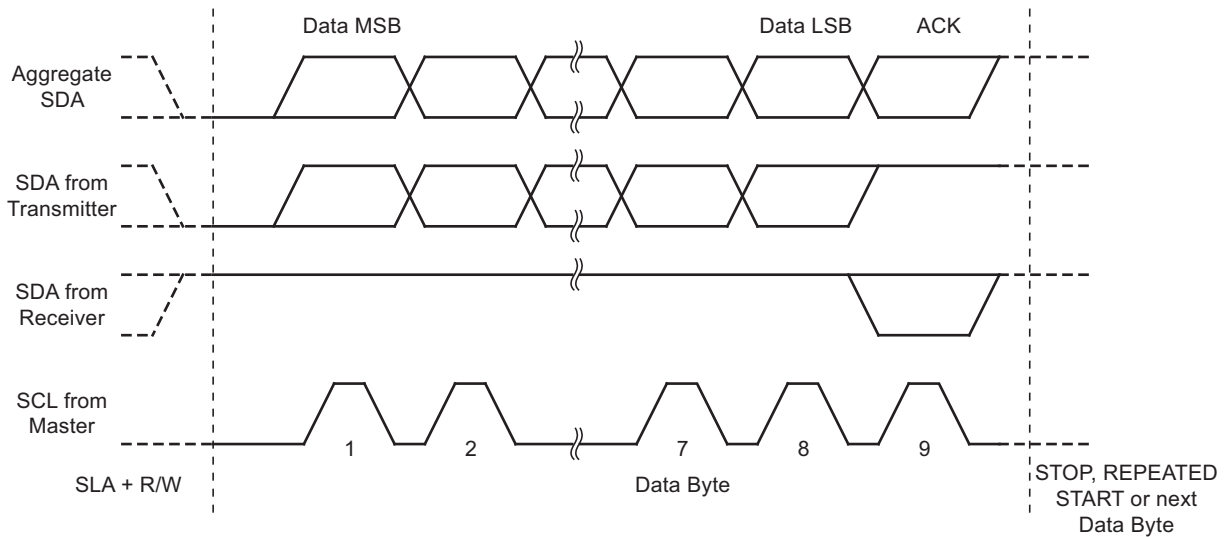 Data MSB
Data LSB
ACK
Aggregate
SDA
SDA from
Transmitter
SDA from
Receiver
SCL from
Master
1
2
7
8
9
SLA + R/W
Data Byte
STOP, REPEATED
START or next
Data Byte